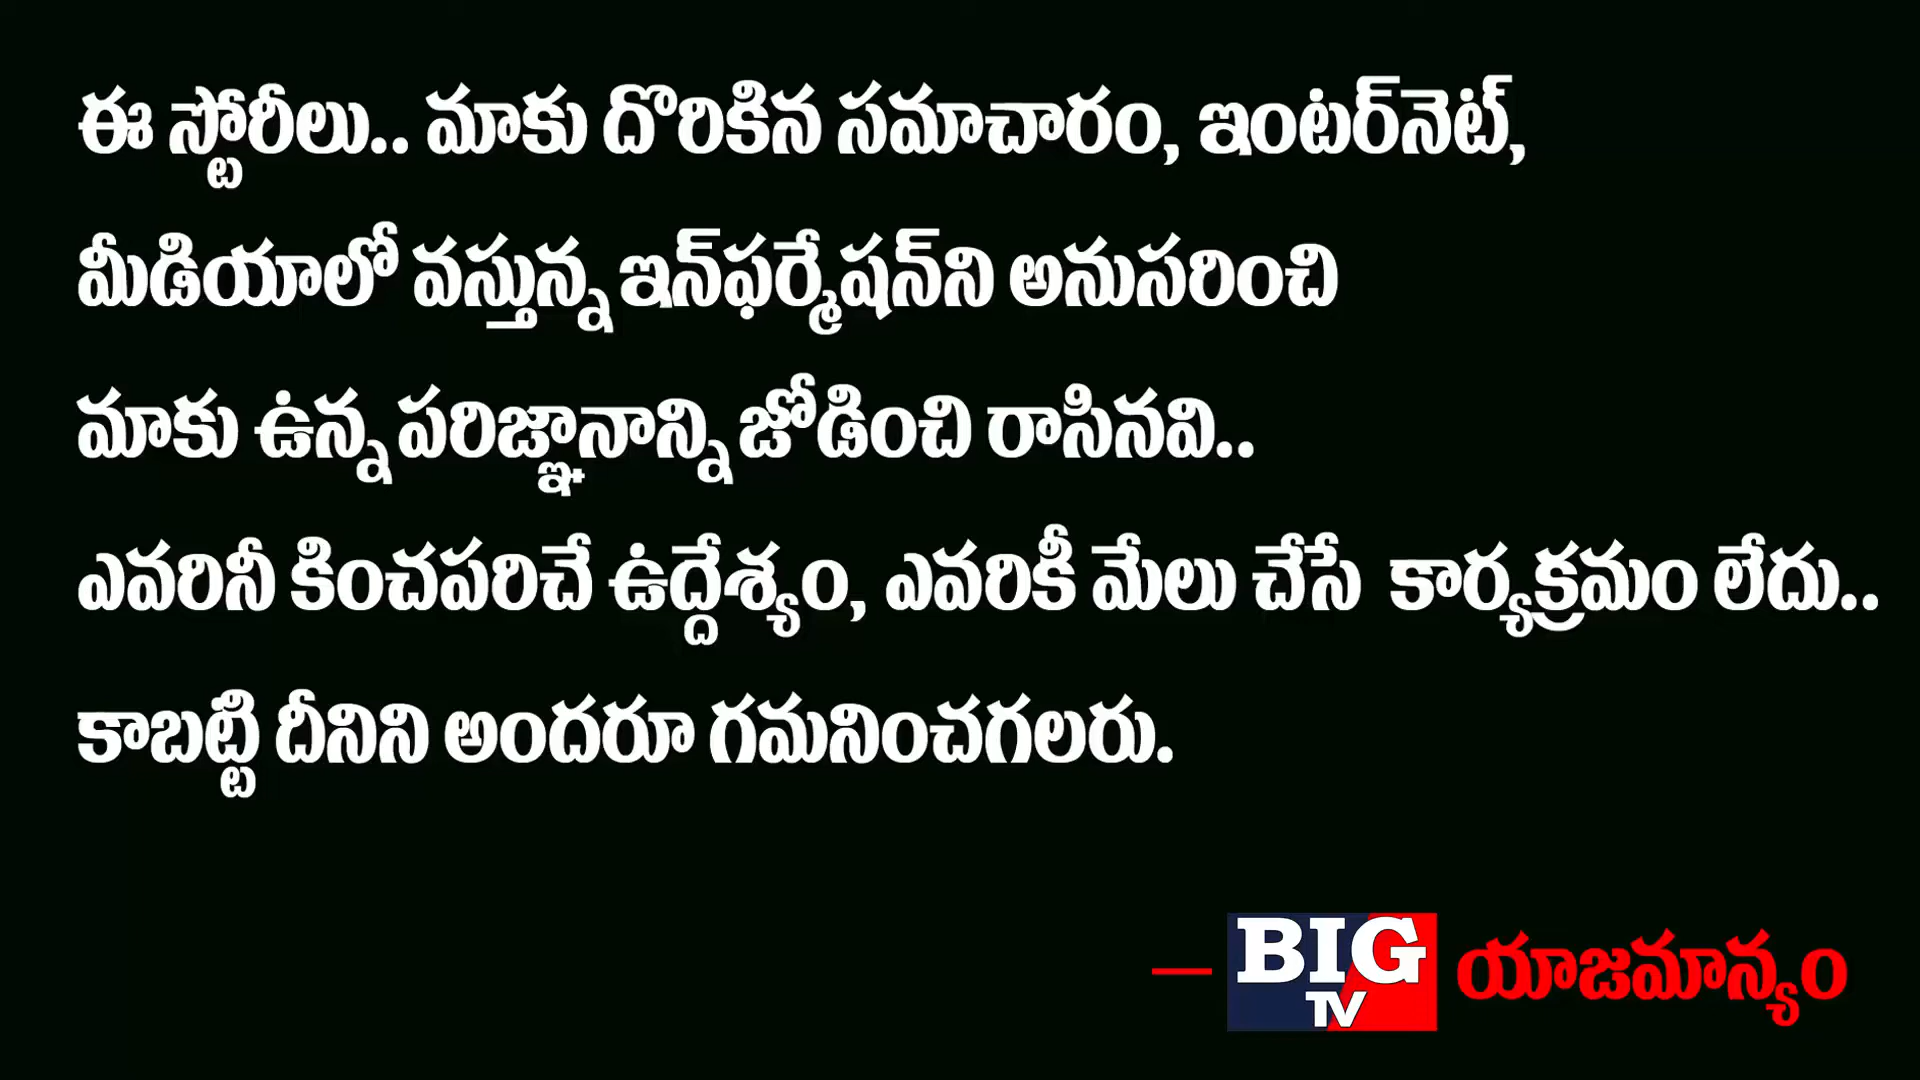 ఈ స్టోరీలు.. మాకు దొరికిన సమాచారం, ఇంటర్‌నెట్,
మీడియాలో వస్తున్న ఇన్‌ఫర్మేషన్‌ని అనుసరించి
మాకు ఉన్న పరిజ్ఞానాన్ని జోడించి రాసినవి..
ఎవరినీ కించపరిచే ఉద్దేశ్యం, ఎవరికీ మేలు చేసే కార్యక్రమం లేదు..
కాబట్టి దీనిని అందరూ గమనించగలరు.
— BIG TV యాజమాన్యం